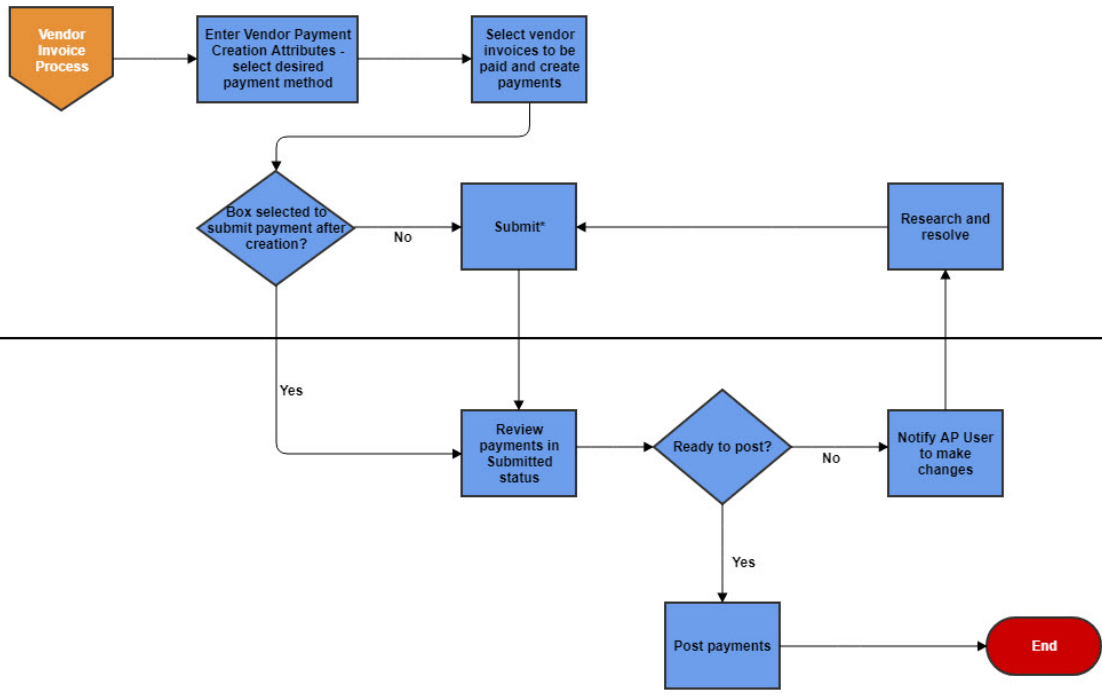 Vendor
Invoice
Process
Enter Vendor Payment
Creation Attributes -
select desired
payment method
Select vendor
invoices to be
paid and create
payments
Box selected to
submit payment after
creation?
No
Submit*
Research and
resolve
Yes
Review
payments in
Submitted
status
Ready to post?
No
Notify AP User
to make
changes
Yes
Post payments
End